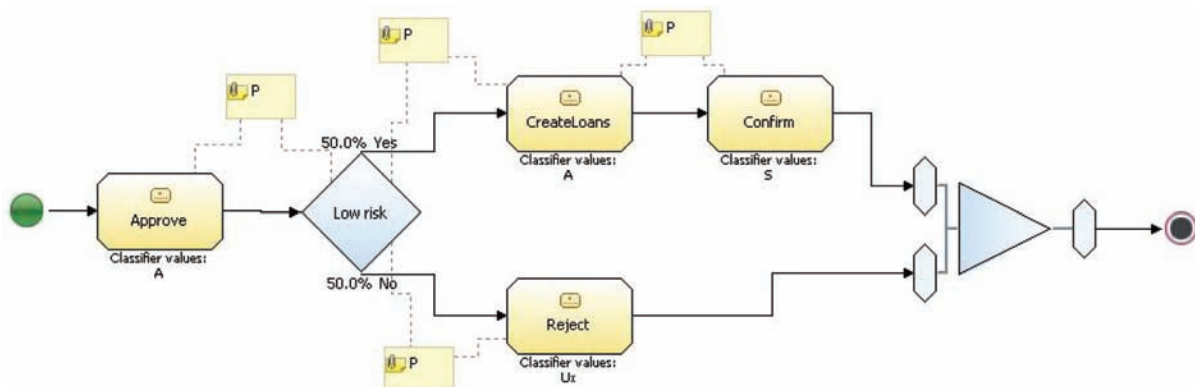 P
P
P
50.0% Yes
CreateLoans
Classifier values:
A
Confirm
Classifier values:
S
Approve
Classifier values:
A
Low risk
50.0% No
Reject
Classifier values:
Ux
P